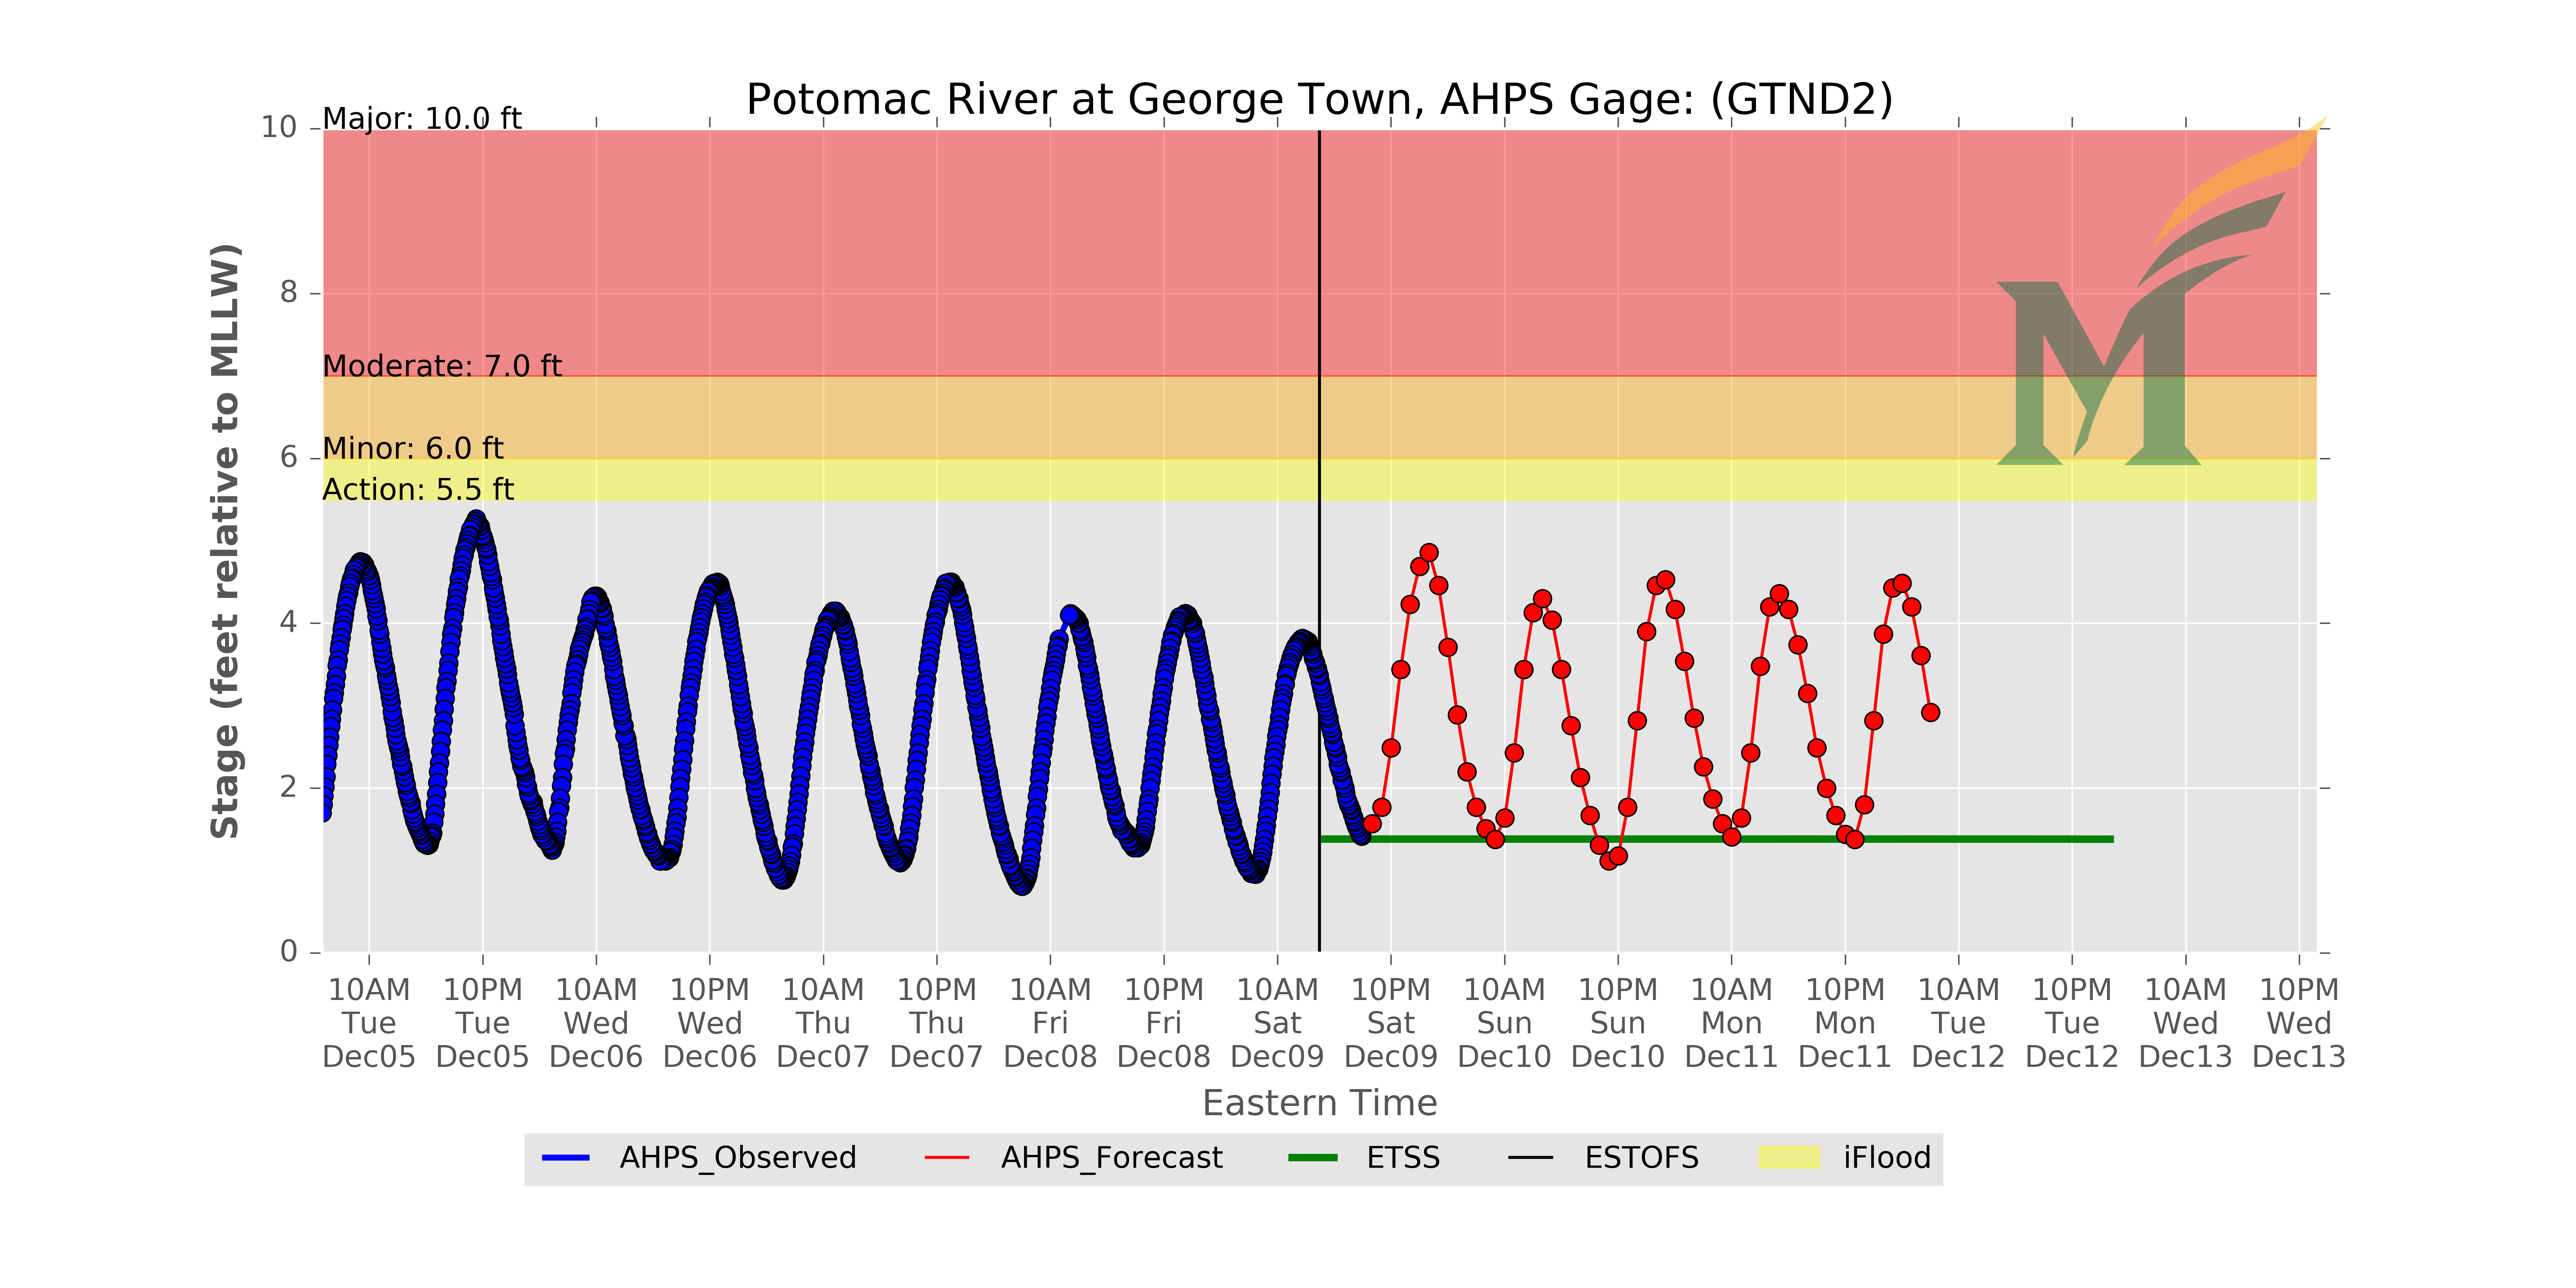 Potomac River at George Town, AHPS Gage: (GTND2)
Major: 10.0 ft
Moderate: 7.0 ft
Minor: 6.0 ft
Action: 5.5 ft
10
8
6
4
2
0
Stage (feet relative to MLLW)
10AM 10PM 10AM 10PM 10AM 10PM 10AM 10PM 10AM 10PM 10AM 10PM 10AM 10PM 10AM 10PM 10AM 10PM
Tue Tue Wed Wed Thu Thu Fri Fri Sat Sat Sun Sun Mon Mon Tue Tue Wed Wed
Dec05 Dec05 Dec06 Dec06 Dec07 Dec07 Dec08 Dec08 Dec09 Dec09 Dec10 Dec10 Dec11 Dec11 Dec12 Dec12 Dec13 Dec13
Eastern Time
AHPS_Observed AHPS_Forecast ETSS ESTOFS iFlood